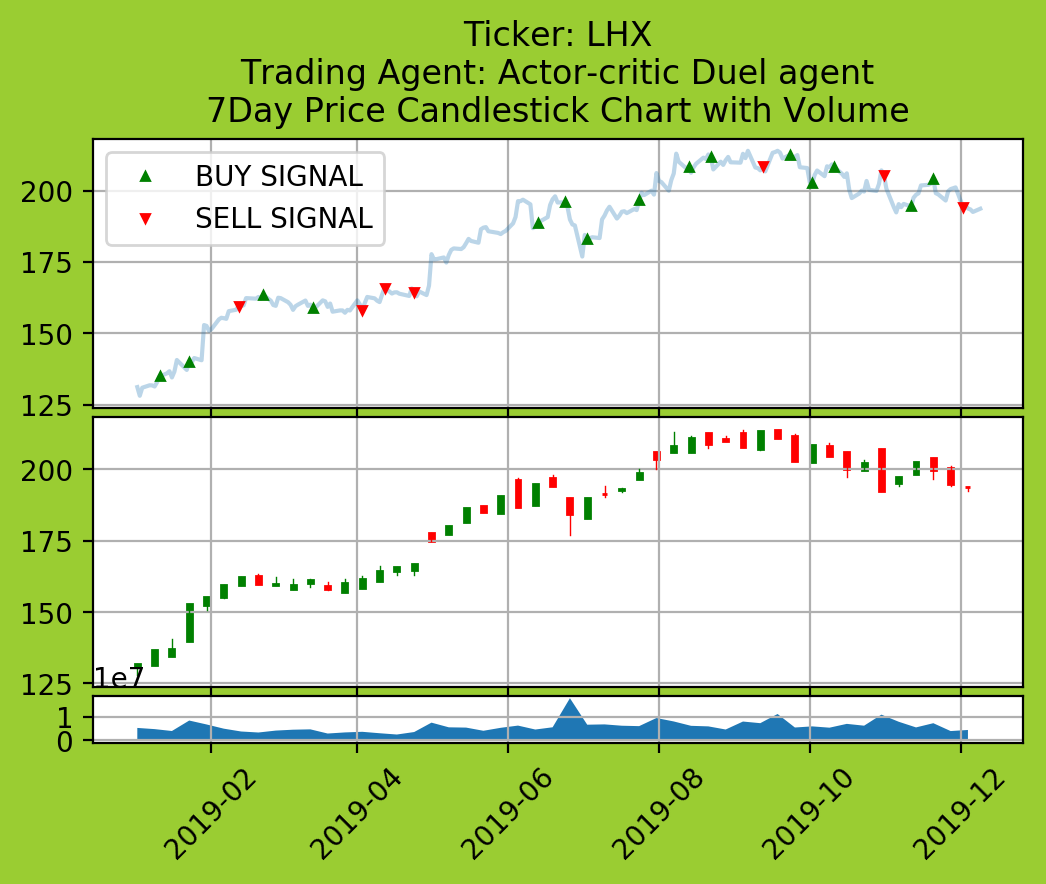 Ticker: LHX
Trading Agent: Actor-critic Duel agent
7Day Price Candlestick Chart with Volume
BUY SIGNAL
SELL SIGNAL
200
175
150
125
200
175
150
125
1e7
1
0
2019-02
2019-04
2019-06
2019-08
2019-10
2019-12